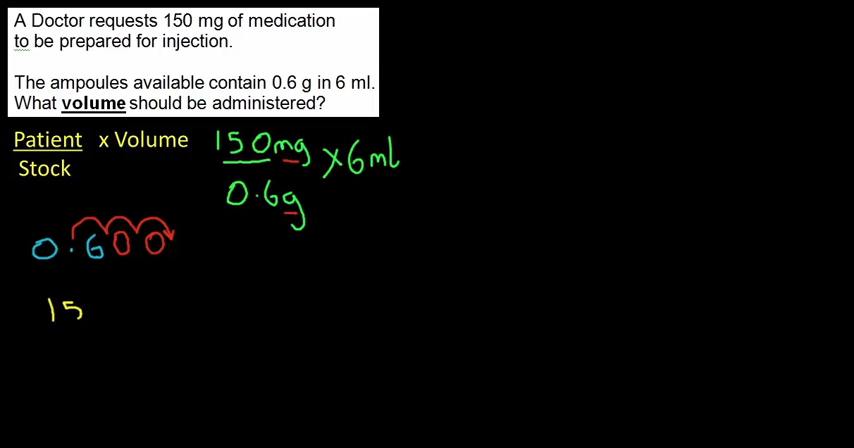 A Doctor requests 150 mg of medication
to be prepared for injection.
The ampoules available contain 0.6 g in 6 ml.
What volume should be administered?
Patient x Volume
Stock
150mg x 6ml
0.6g
0.600
15